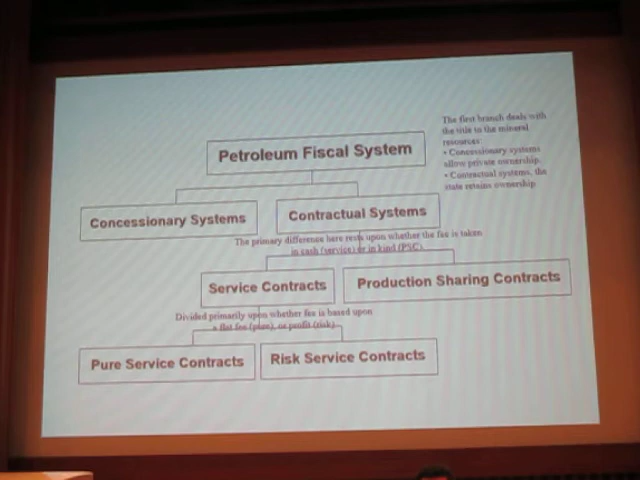 The first branch deals with
the title to the mineral
resources:
• Concessionary systems
allow private ownership.
• Contractual systems, the
state retains ownership
Petroleum Fiscal System
Concessionary Systems
Contractual Systems
The primary difference here rests upon whether the fee is taken
in cash (service) or in kind (PSC).
Service Contracts
Production Sharing Contracts
Divided primarily upon whether fee is based upon
a flat fee (pure), or profit (risk).
Pure Service Contracts
Risk Service Contracts